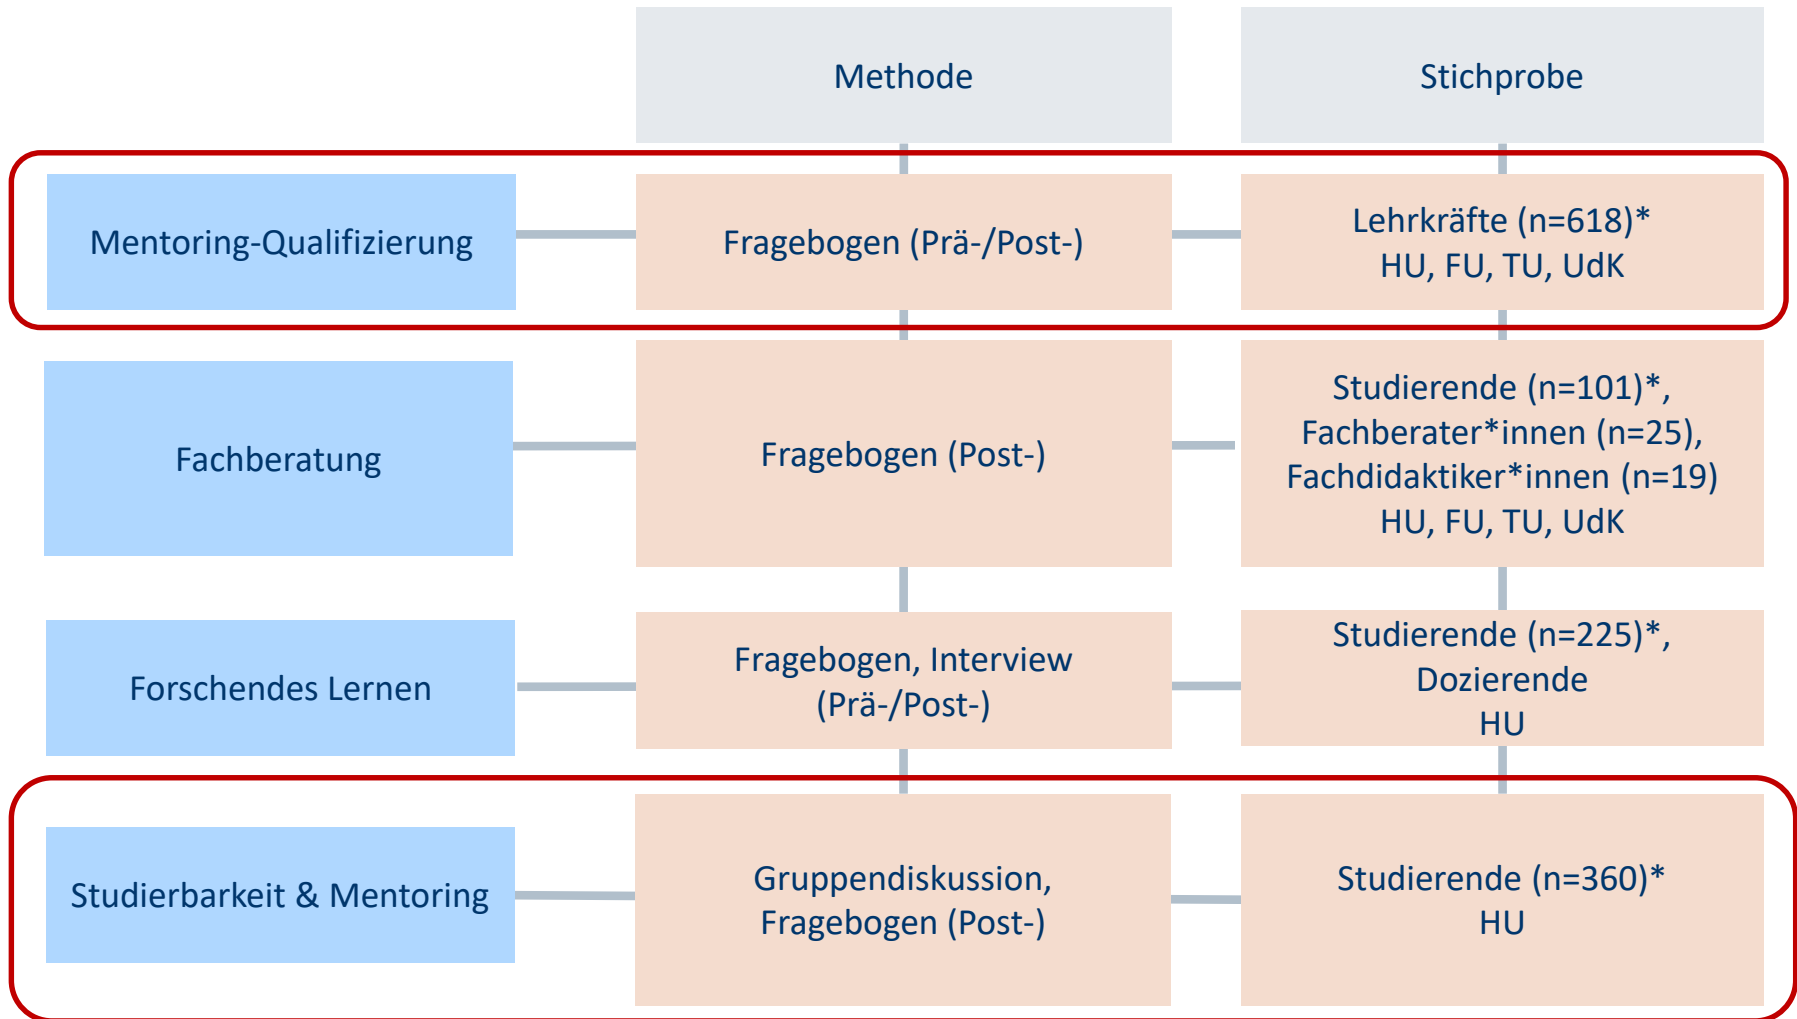 Methode
Stichprobe
Mentoring-Qualifizierung
Fragebogen (Prä-/Post-)
Lehrkräfte (n=618)*
HU, FU, TU, UdK
Fachberatung
Fragebogen (Post-)
Studierende (n=101)*,
Fachberater*innen (n=25),
Fachdidaktiker*innen (n=19)
HU, FU, TU, UdK
Forschendes Lernen
Fragebogen, Interview
(Prä-/Post-)
Studierende (n=225)*,
Dozierende
HU
Studierbarkeit & Mentoring
Gruppendiskussion,
Fragebogen (Post-)
Studierende (n=360)*
HU